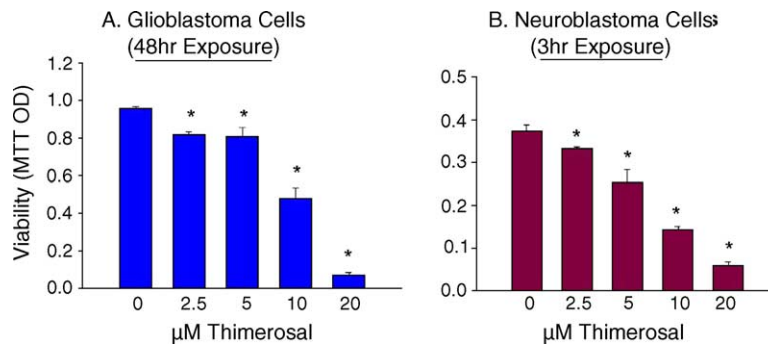 A. Glioblastoma Cells
(48hr Exposure)
Viability (MTT OD)
1.2
1.0
0.8
0.6
0.4
0.2
0.0
* * * *
0 2.5 5 10 20
µM Thimerosal
B. Neuroblastoma Cells
(3hr Exposure)
0.5
0.4
0.3
0.2
0.1
0.0
* * * *
0 2.5 5 10 20
µM Thimerosal